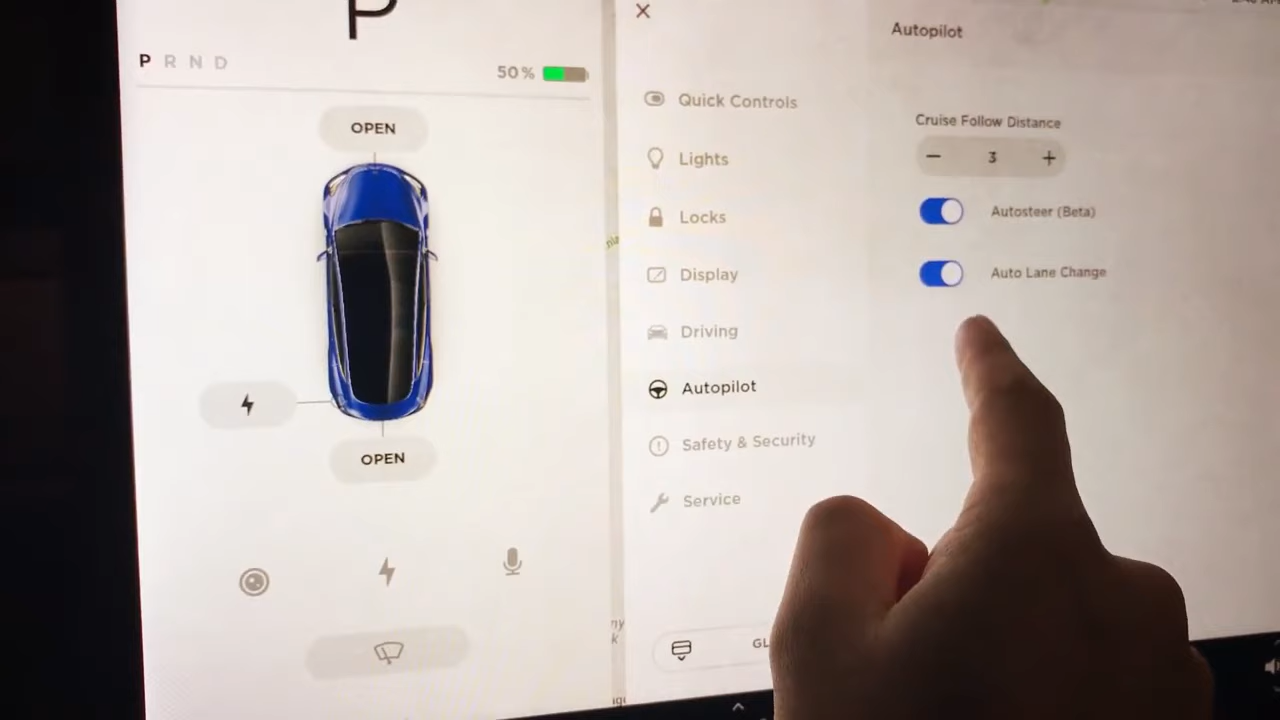 P
P R N D
50 %
OPEN
OPEN
Autopilot
Quick Controls
Lights
Locks
Display
Driving
Autopilot
Safety & Security
Service
Cruise Follow Distance
− 3 +
Autosteer (Beta)
Auto Lane Change
GL